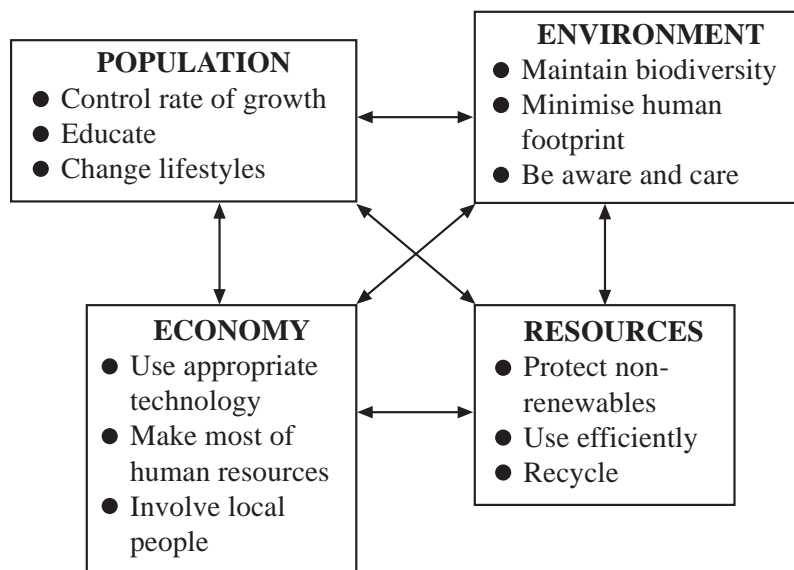 POPULATION
● Control rate of growth
● Educate
● Change lifestyles
ENVIRONMENT
● Maintain biodiversity
● Minimise human
footprint
● Be aware and care
ECONOMY
● Use appropriate
technology
● Make most of
human resources
● Involve local
people
RESOURCES
● Protect non-
renewables
● Use efficiently
● Recycle